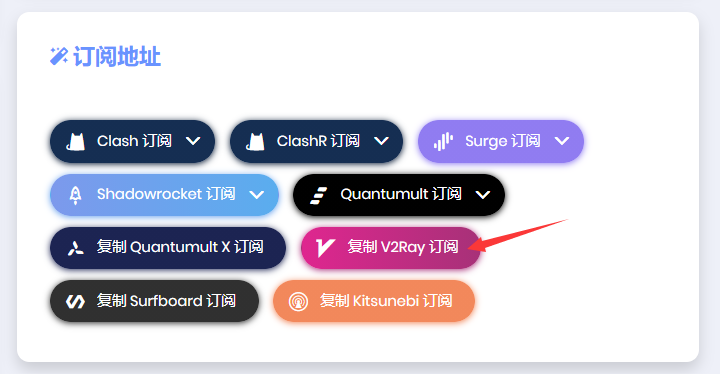 订阅地址
Clash 订阅 ClashR 订阅 Surge 订阅
Shadowrocket 订阅 Quantumult 订阅
复制 Quantumult X 订阅 复制 V2Ray 订阅
复制 Surfboard 订阅 复制 Kitsunebi 订阅